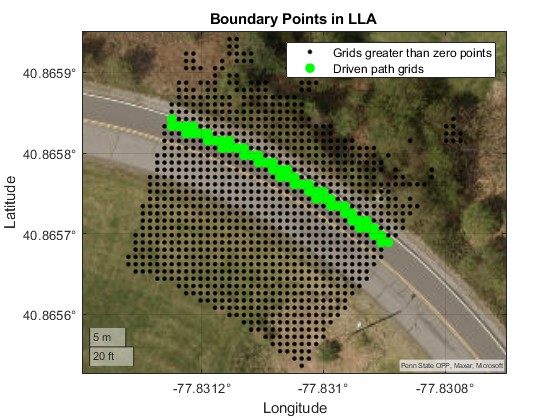 Boundary Points in LLA
Grids greater than zero points
Driven path grids
40.8659°
40.8658°
40.8657°
40.8656°
Latitude
5 m
20 ft
Penn State OPP, Maxar, Microsoft
-77.8312°
-77.831°
-77.8308°
Longitude